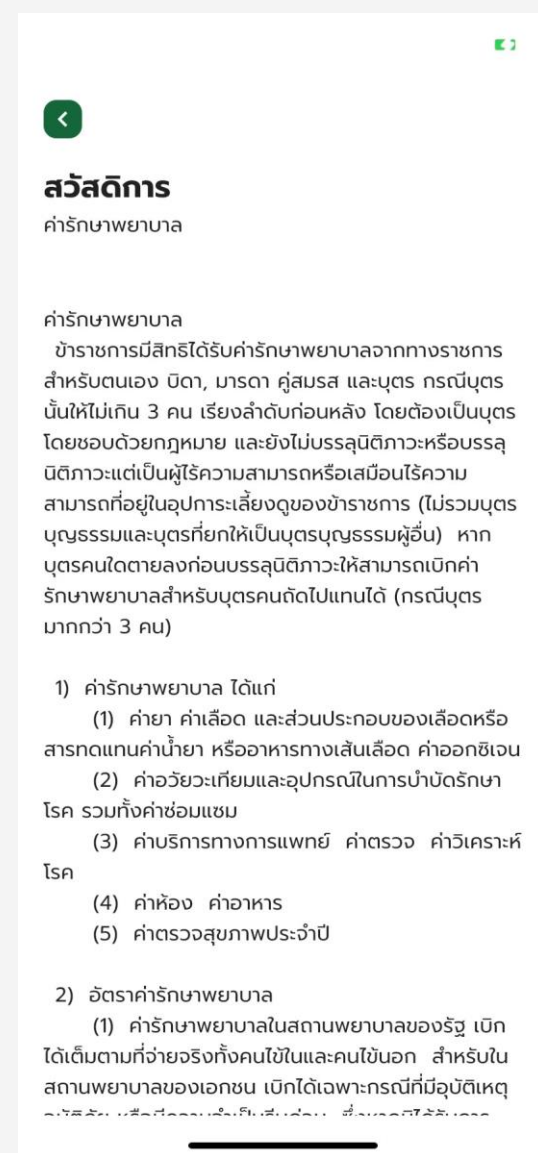 สวัสดิการ
ค่ารักษาพยาบาล
ค่ารักษาพยาบาล
ข้าราชการมีสิทธิได้รับค่ารักษาพยาบาลจากทางราชการ
สำหรับตนเอง บิดา, มารดา คู่สมรส และบุตร กรณีบุตร
นั้นให้ไม่เกิน 3 คน เรียงลำดับก่อนหลัง โดยต้องเป็นบุตร
โดยชอบด้วยกฎหมาย และยังไม่บรรลุนิติภาวะหรือบรรลุ
นิติภาวะแต่เป็นผู้ไร้ความสามารถหรือเสมือนไร้ความ
สามารถที่อยู่ในอุปการะเลี้ยงดูของข้าราชการ (ไม่รวมบุตร
บุญธรรมและบุตรที่ยกให้เป็นบุตรบุญธรรมผู้อื่น) หาก
บุตรคนใดตายลงก่อนบรรลุนิติภาวะให้สามารถเบิกค่า
รักษาพยาบาลสำหรับบุตรคนถัดไปแทนได้ (กรณีบุตร
มากกว่า 3 คน)
1) ค่ารักษาพยาบาล ได้แก่
(1) ค่ายา ค่าเลือด และส่วนประกอบของเลือดหรือ
สารทดแทนค่าน้ำยา หรืออาหารทางเส้นเลือด ค่าออกซิเจน
(2) ค่าอวัยวะเทียมและอุปกรณ์ในการบำบัดรักษา
โรค รวมทั้งค่าซ่อมแซม
(3) ค่าบริการทางการแพทย์ ค่าตรวจ ค่าวิเคราะห์
โรค
(4) ค่าห้อง ค่าอาหาร
(5) ค่าตรวจสุขภาพประจำปี
2) อัตราค่ารักษาพยาบาล
(1) ค่ารักษาพยาบาลในสถานพยาบาลของรัฐ เบิก
ได้เต็มตามที่จ่ายจริงทั้งคนไข้ในและคนไข้นอก สำหรับใน
สถานพยาบาลของเอกชน เบิกได้เฉพาะกรณีที่มีอุบัติเหตุ